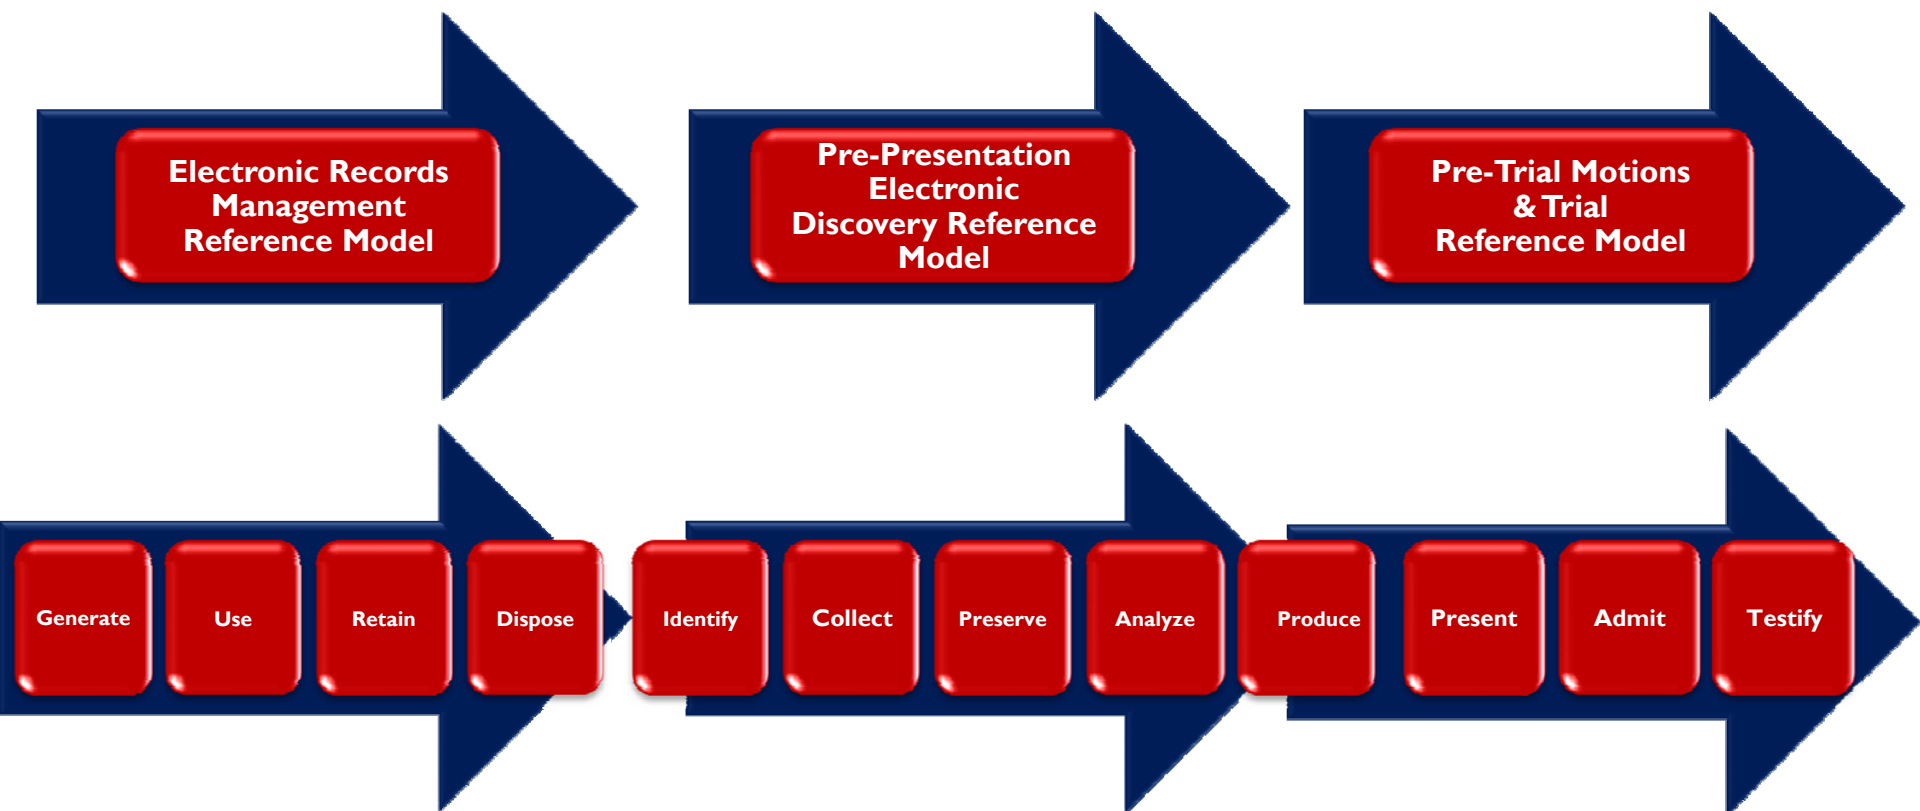 Electronic Records
Management
Reference Model
Pre-Presentation
Electronic
Discovery Reference
Model
Pre-Trial Motions
& Trial
Reference Model
Generate
Use
Retain
Dispose
Identify
Collect
Preserve
Analyze
Produce
Present
Admit
Testify